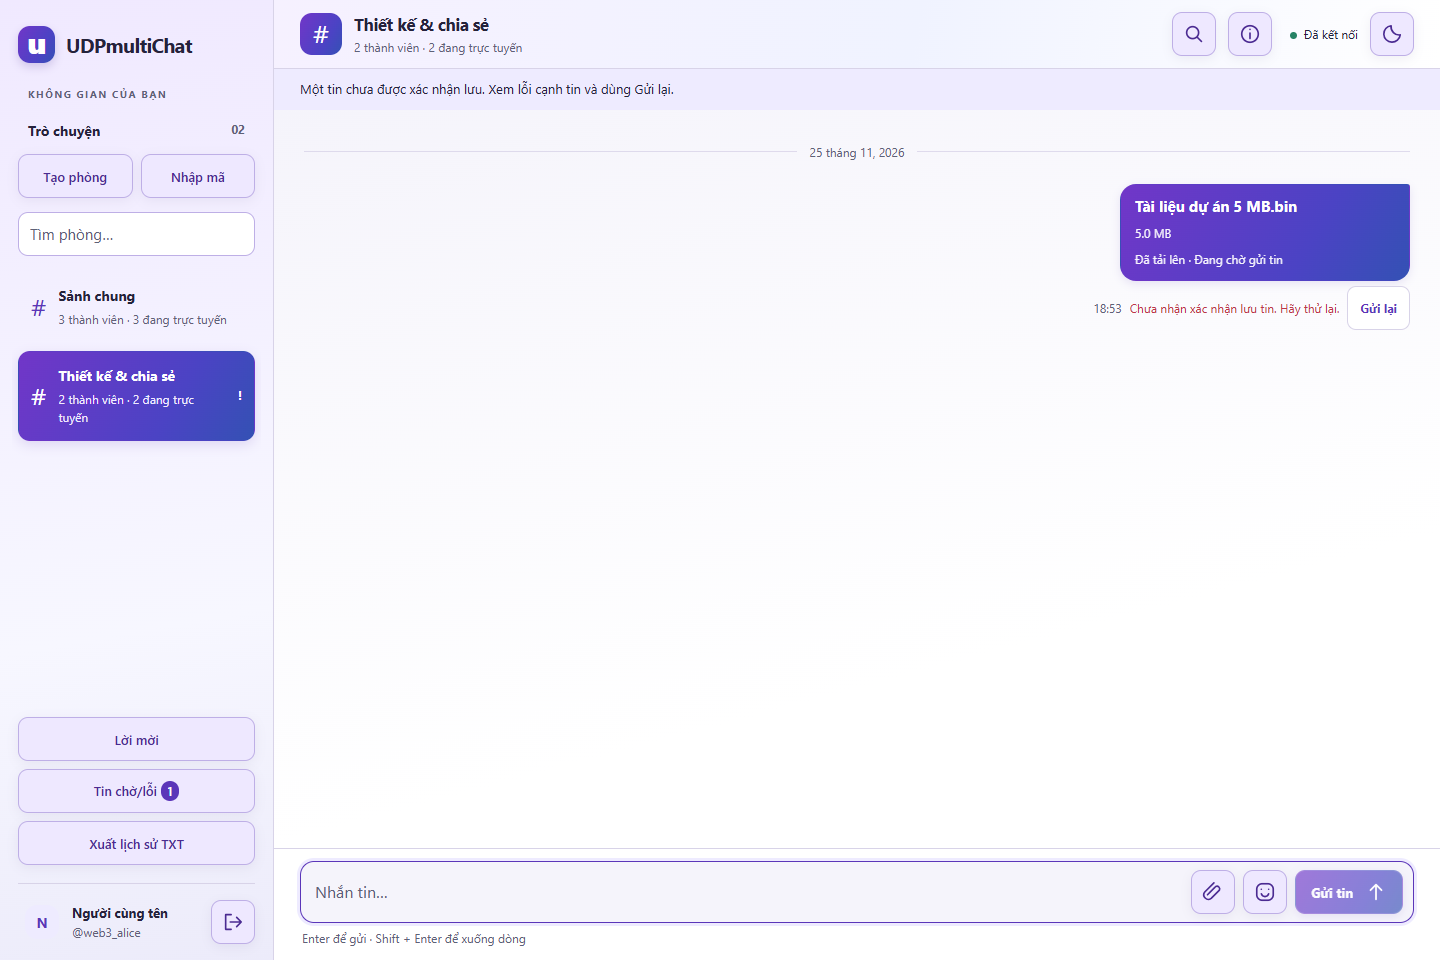 u UDPmultiChat
KHÔNG GIAN CỦA BẠN
Trò chuyện 02
Tạo phòng Nhập mã
Tìm phòng...
# Sảnh chung
3 thành viên · 3 đang trực tuyến
# Thiết kế & chia sẻ
2 thành viên · 2 đang trực
tuyến
!
Lời mời
Tin chờ/lỗi 1
Xuất lịch sử TXT
N Người cùng tên
@web3_alice
# Thiết kế & chia sẻ
2 thành viên · 2 đang trực tuyến
Đã kết nối
Một tin chưa được xác nhận lưu. Xem lỗi cạnh tin và dùng Gửi lại.
25 tháng 11, 2026
Tài liệu dự án 5 MB.bin
5.0 MB
Đã tải lên · Đang chờ gửi tin
18:53 Chưa nhận xác nhận lưu tin. Hãy thử lại. Gửi lại
Nhắn tin...
Gửi tin
Enter để gửi · Shift + Enter để xuống dòng